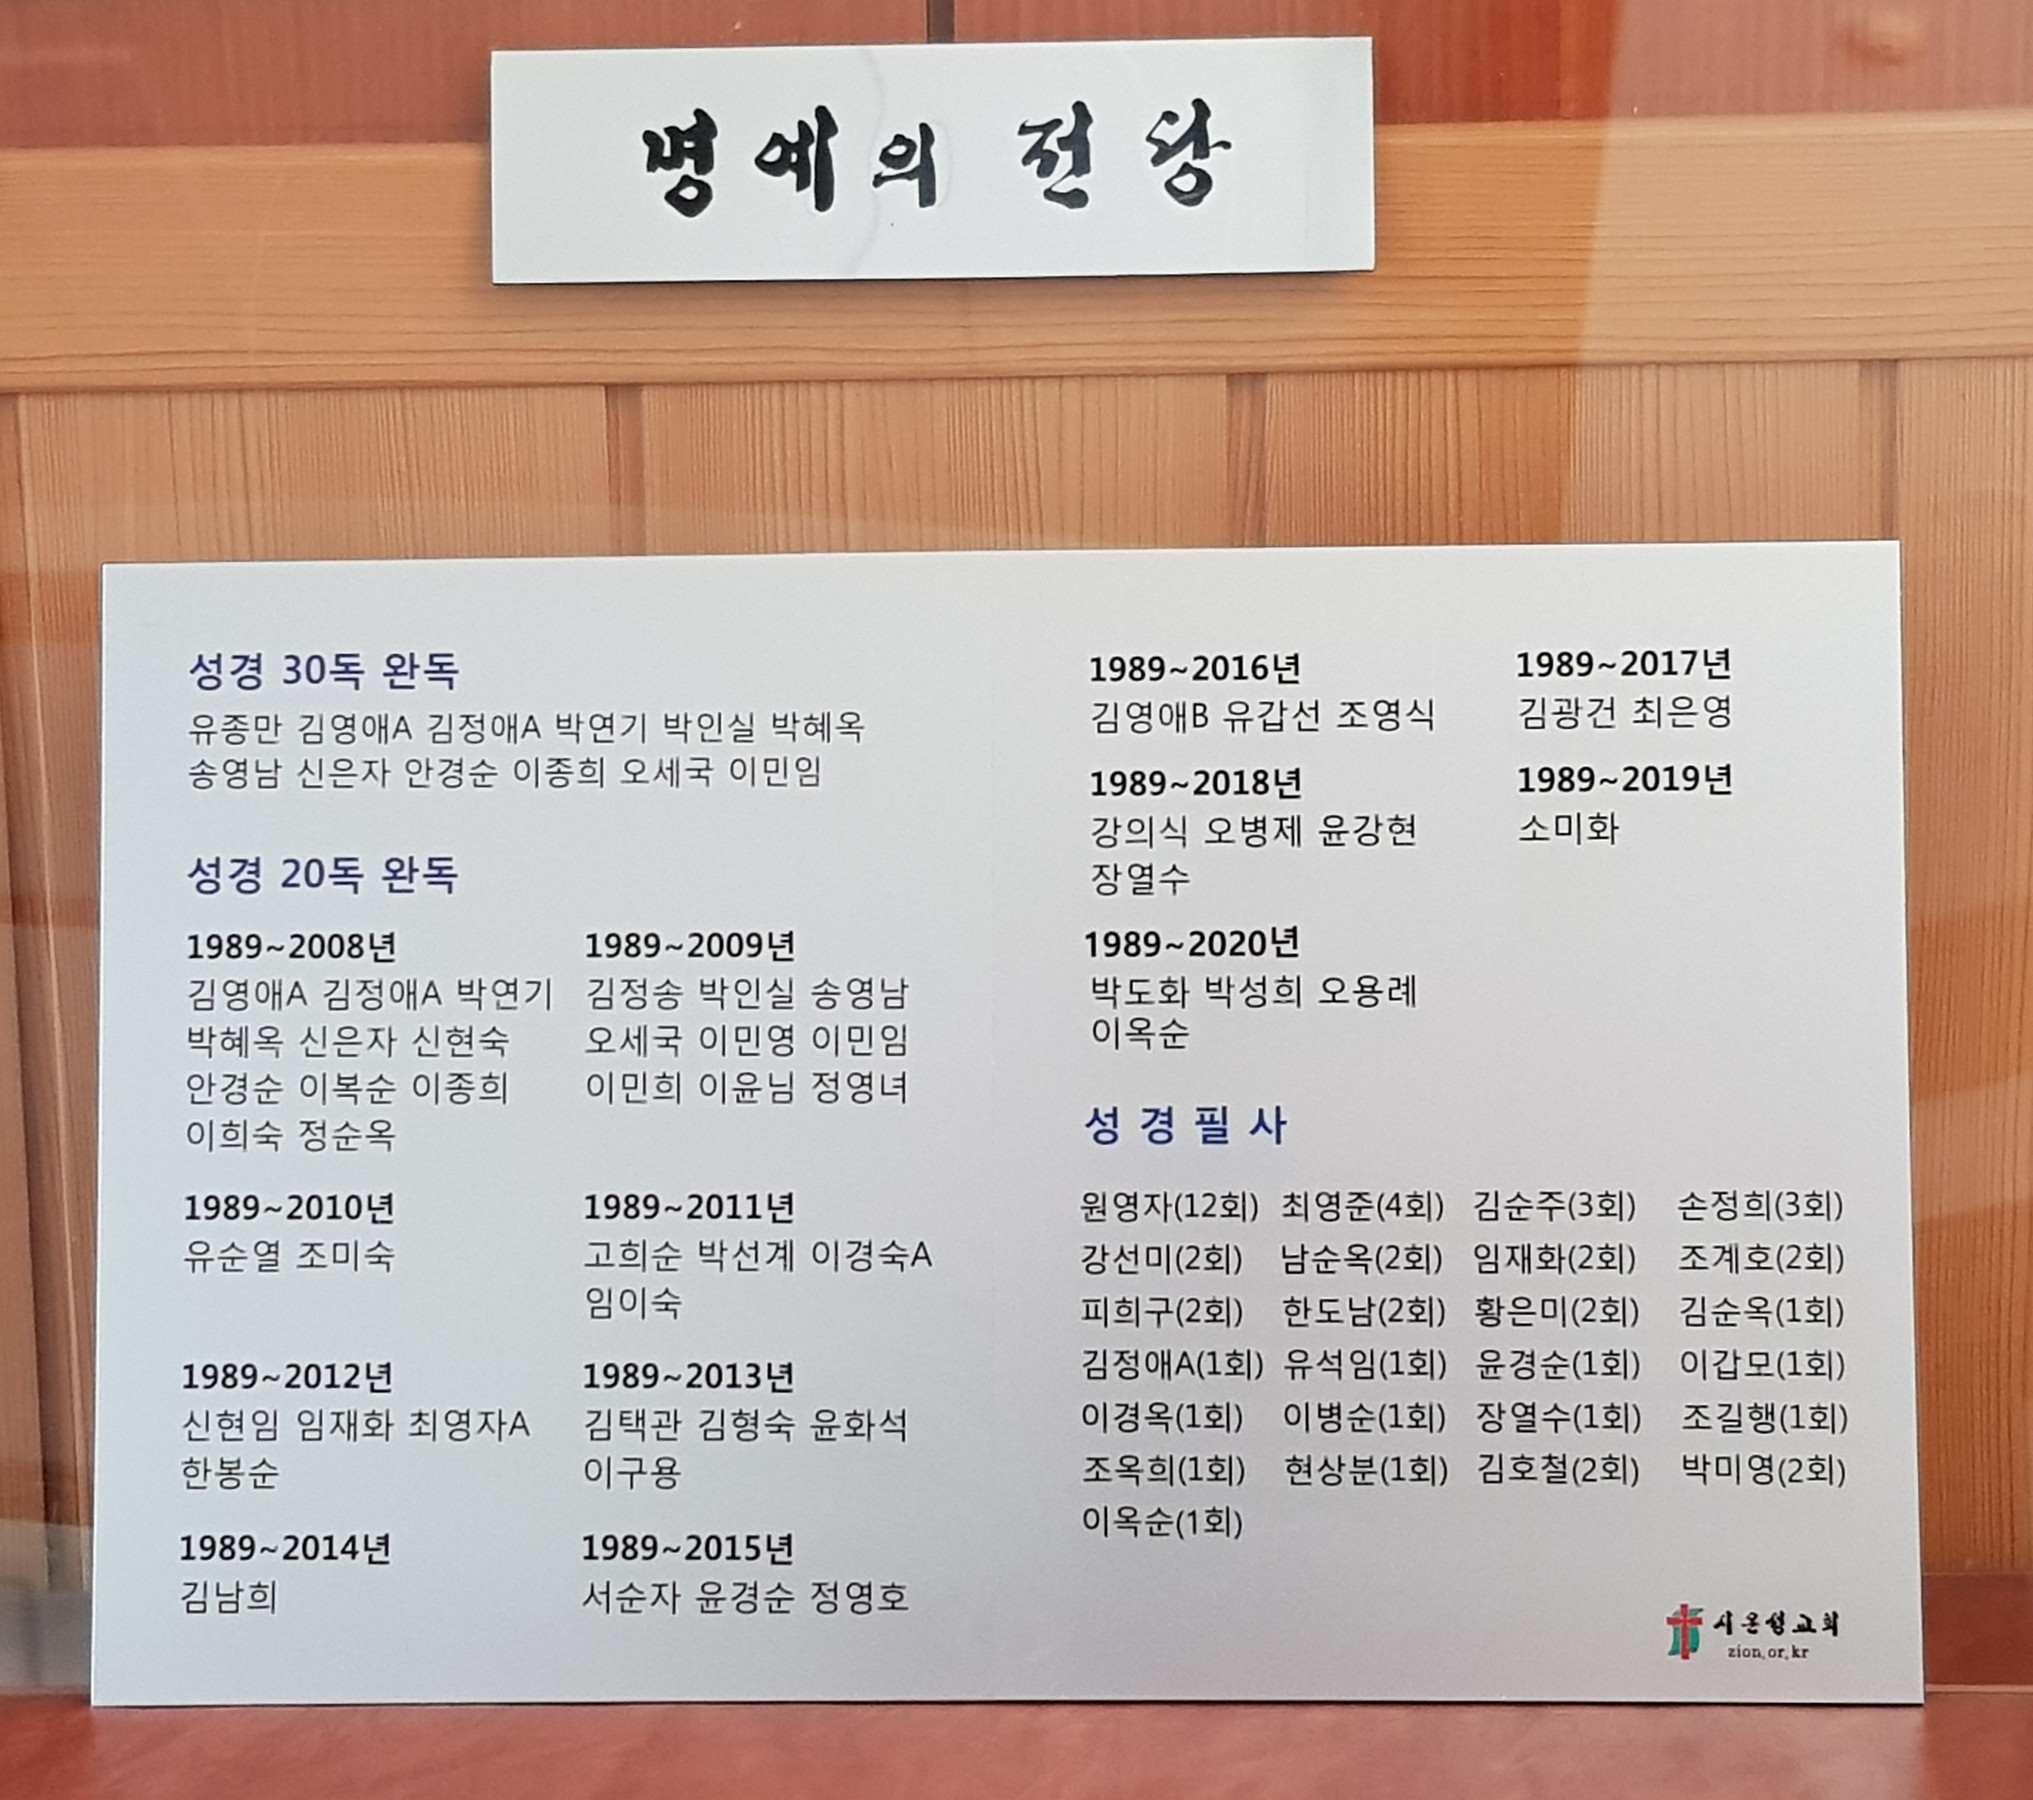 명예의 전당
성경 30독 완독
유종만 김영애A 김정애A 박연기 박인실 박혜옥
송영남 신은자 안경순 이종희 오세국 이민임
성경 20독 완독
1989~2008년
김영애A 김정애A 박연기
박혜옥 신은자 신현숙
안경순 이복순 이종희
이희숙 정순옥
1989~2009년
김정송 박인실 송영남
오세국 이민영 이민임
이민희 이윤님 정영녀
1989~2010년
유순열 조미숙
1989~2011년
고희순 박선계 이경숙A
임이숙
1989~2012년
신현임 임재화 최영자A
한봉순
1989~2013년
김택관 김형숙 윤화석
이구용
1989~2014년
김남희
1989~2015년
서순자 윤경순 정영호
1989~2016년
김영애B 유갑선 조영식
1989~2017년
김광건 최은영
1989~2018년
강의식 오병제 윤강현
장열수
1989~2019년
소미화
1989~2020년
박도화 박성희 오용례
이옥순
성경필사
원영자(12회) 최영준(4회) 김순주(3회) 손정희(3회)
강선미(2회) 남순옥(2회) 임재화(2회) 조계호(2회)
피희구(2회) 한도남(2회) 황은미(2회) 김순옥(1회)
김정애A(1회) 유석임(1회) 윤경순(1회) 이갑모(1회)
이경옥(1회) 이병순(1회) 장열수(1회) 조길행(1회)
조옥희(1회) 현상분(1회) 김호철(2회) 박미영(2회)
이옥순(1회)
시온성교회
zion.or.kr